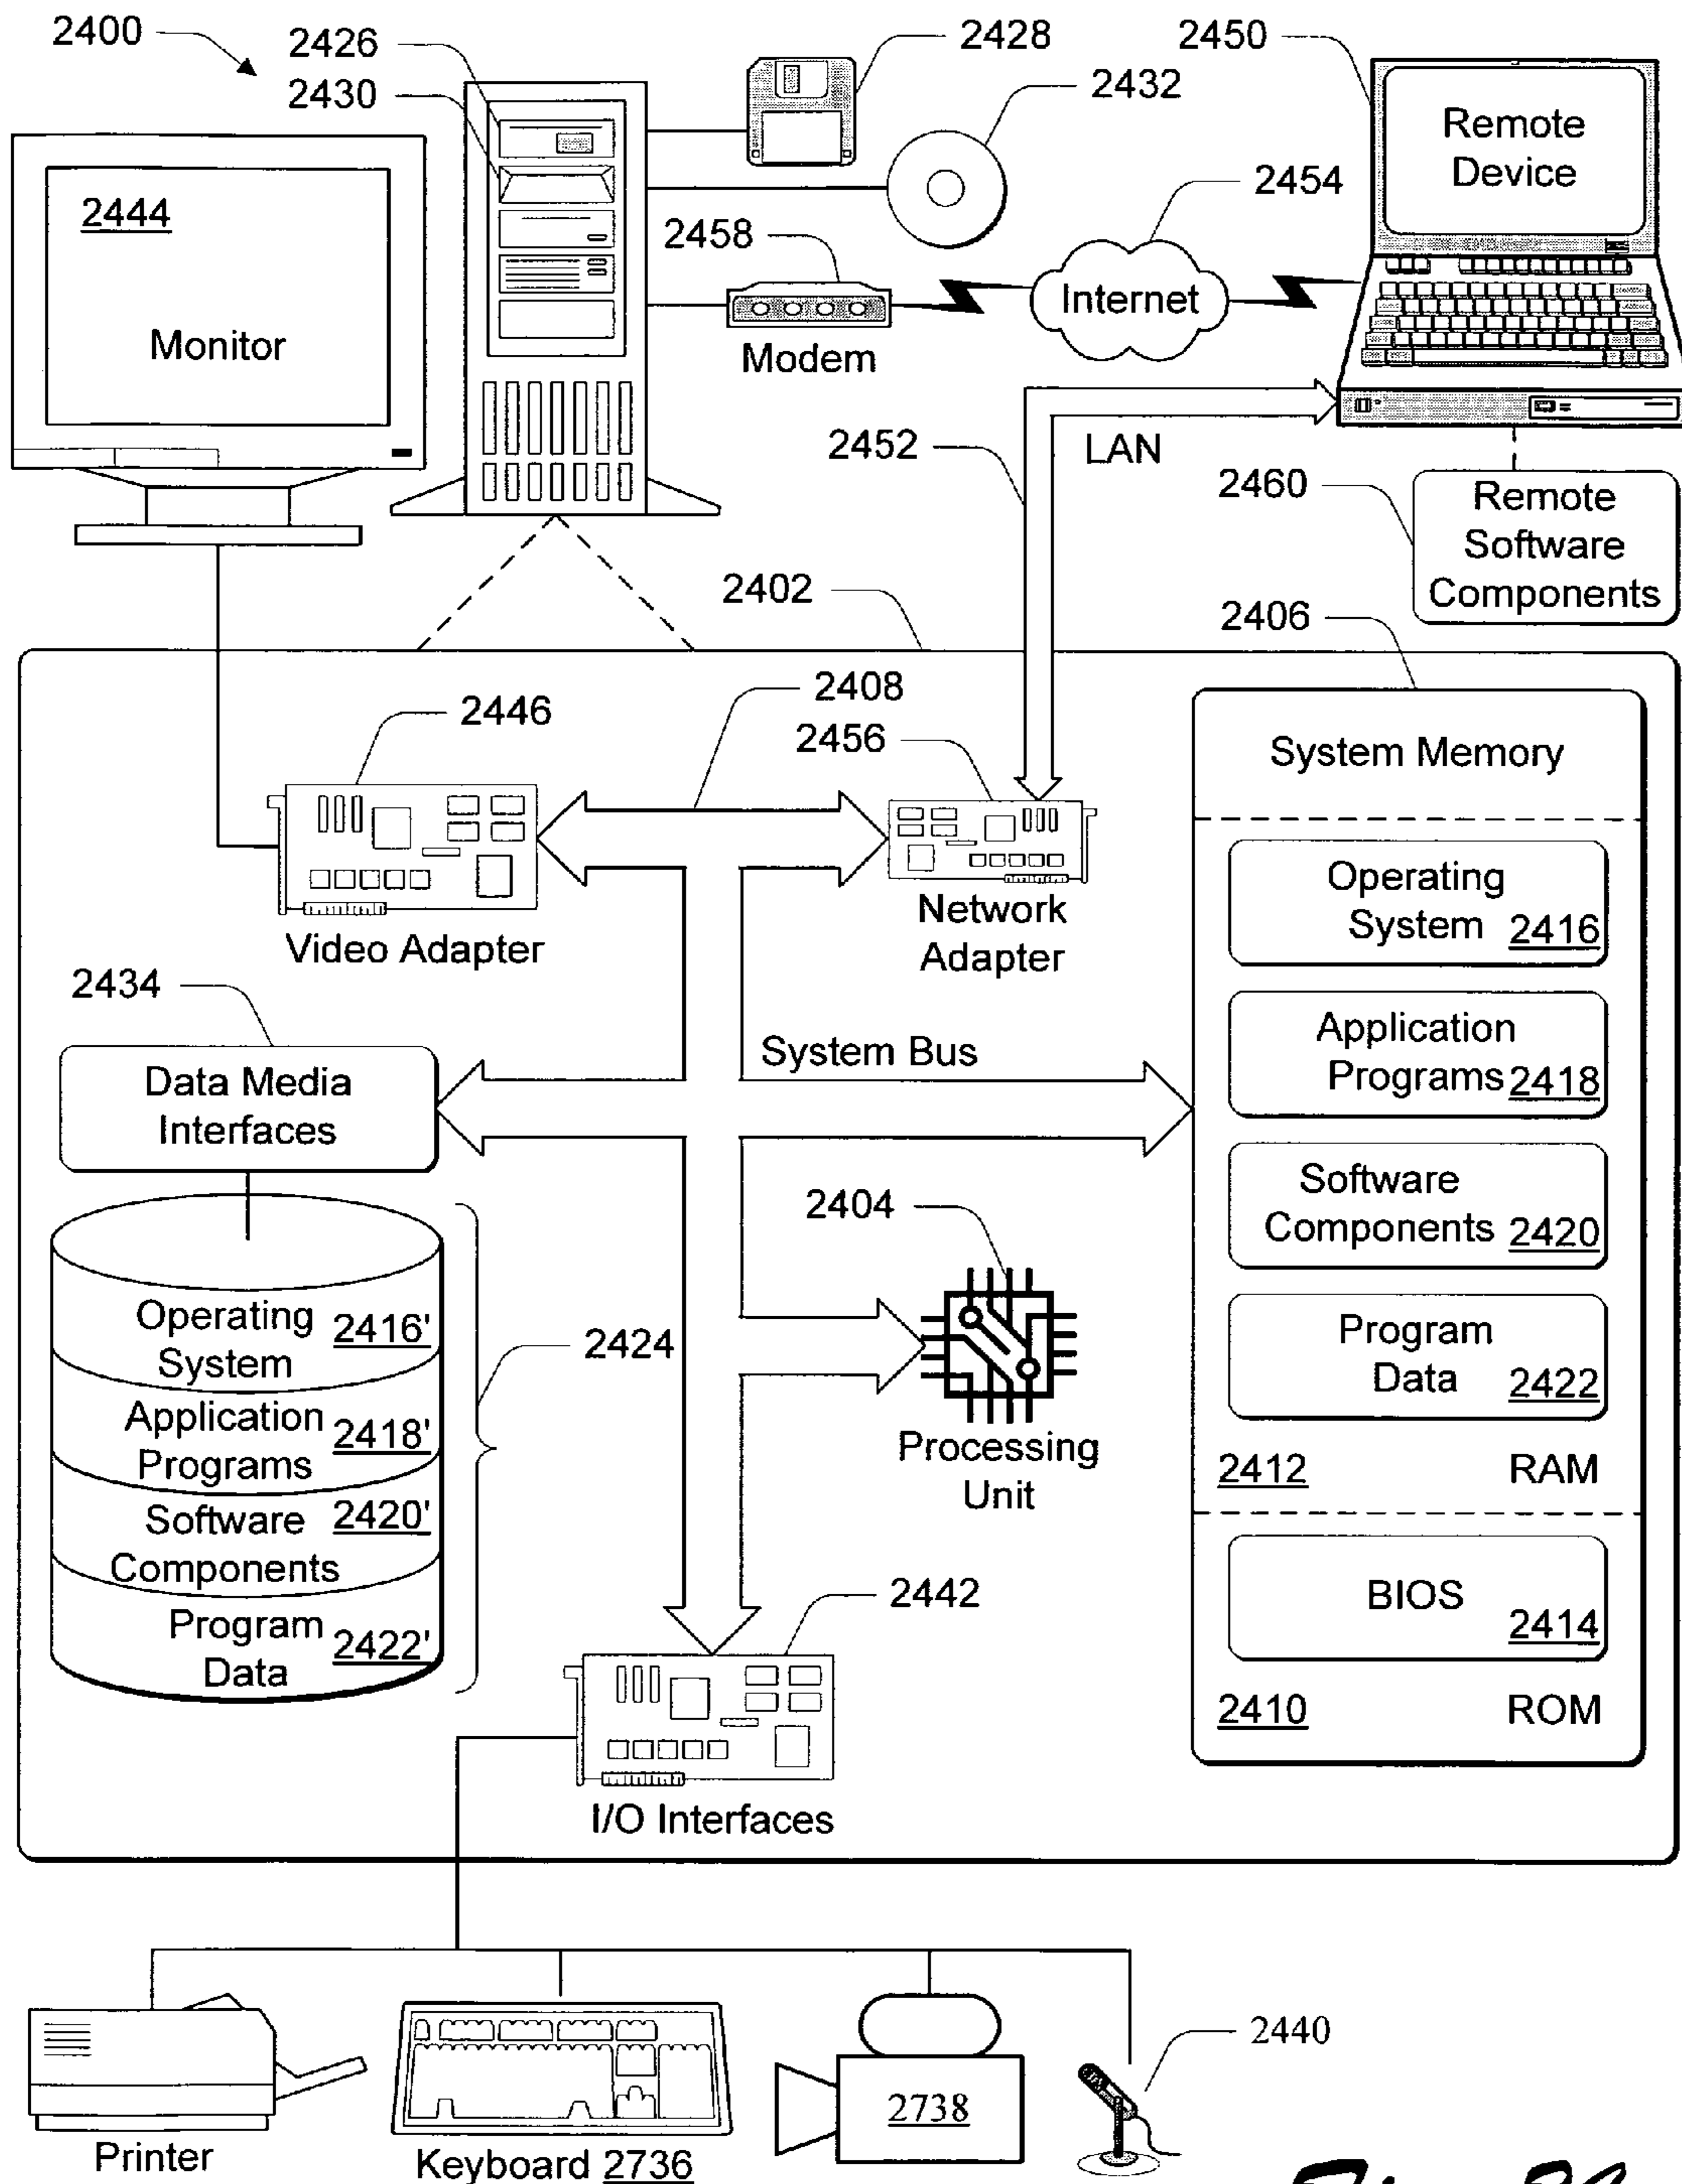 2400
2426
2430
2428
2432
2450
Remote
Device
2444
Monitor
2458
Modem
2454
Internet
2452
LAN
2460
Remote
Software
Components
2402
2406
2408
2446
2456
Video Adapter
Network
Adapter
System Memory
Operating
System 2416
Application
Programs 2418
Software
Components 2420
Program
Data 2422
2412 RAM
BIOS
2414
2410 ROM
2434
Data Media
Interfaces
System Bus
2404
Processing
Unit
Operating
System 2416'
Application
Programs 2418'
Software 2420'
Components
Program
Data 2422'
2424
2442
I/O Interfaces
Printer
Keyboard 2736
2738
2440